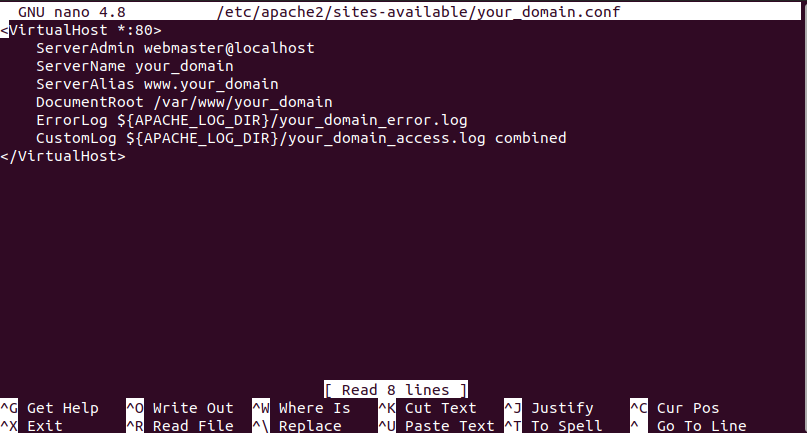 GNU nano 4.8 /etc/apache2/sites-available/your_domain.conf
<VirtualHost *:80>
    ServerAdmin webmaster@localhost
    ServerName your_domain
    ServerAlias www.your_domain
    DocumentRoot /var/www/your_domain
    ErrorLog ${APACHE_LOG_DIR}/your_domain_error.log
    CustomLog ${APACHE_LOG_DIR}/your_domain_access.log combined
</VirtualHost>
[ Read 8 lines ]
^G Get Help ^O Write Out ^W Where Is ^K Cut Text ^J Justify ^C Cur Pos
^X Exit ^R Read File ^\ Replace ^U Paste Text ^T To Spell ^_ Go To Line